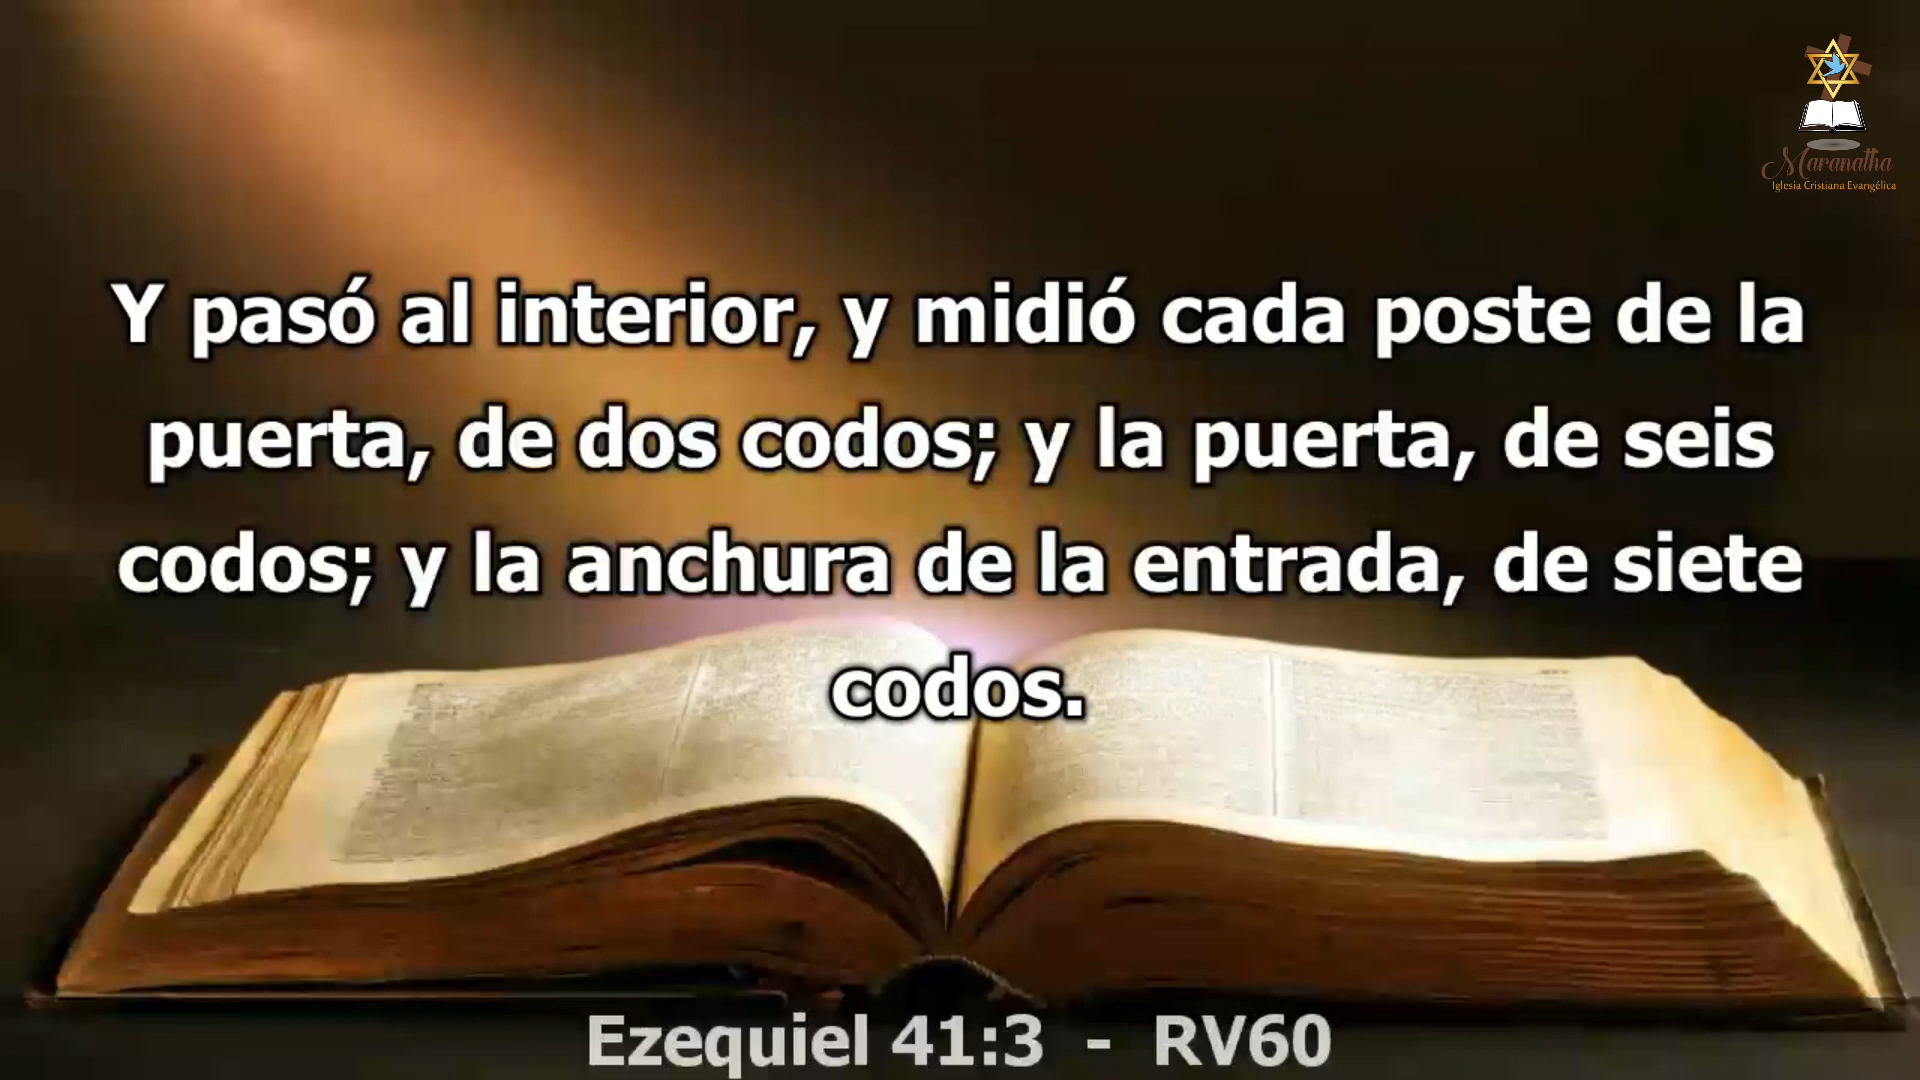 Maranatha
Iglesia Cristiana Evangélica
Y pasó al interior, y midió cada poste de la
puerta, de dos codos; y la puerta, de seis
codos; y la anchura de la entrada, de siete
codos.
Ezequiel 41:3 - RV60